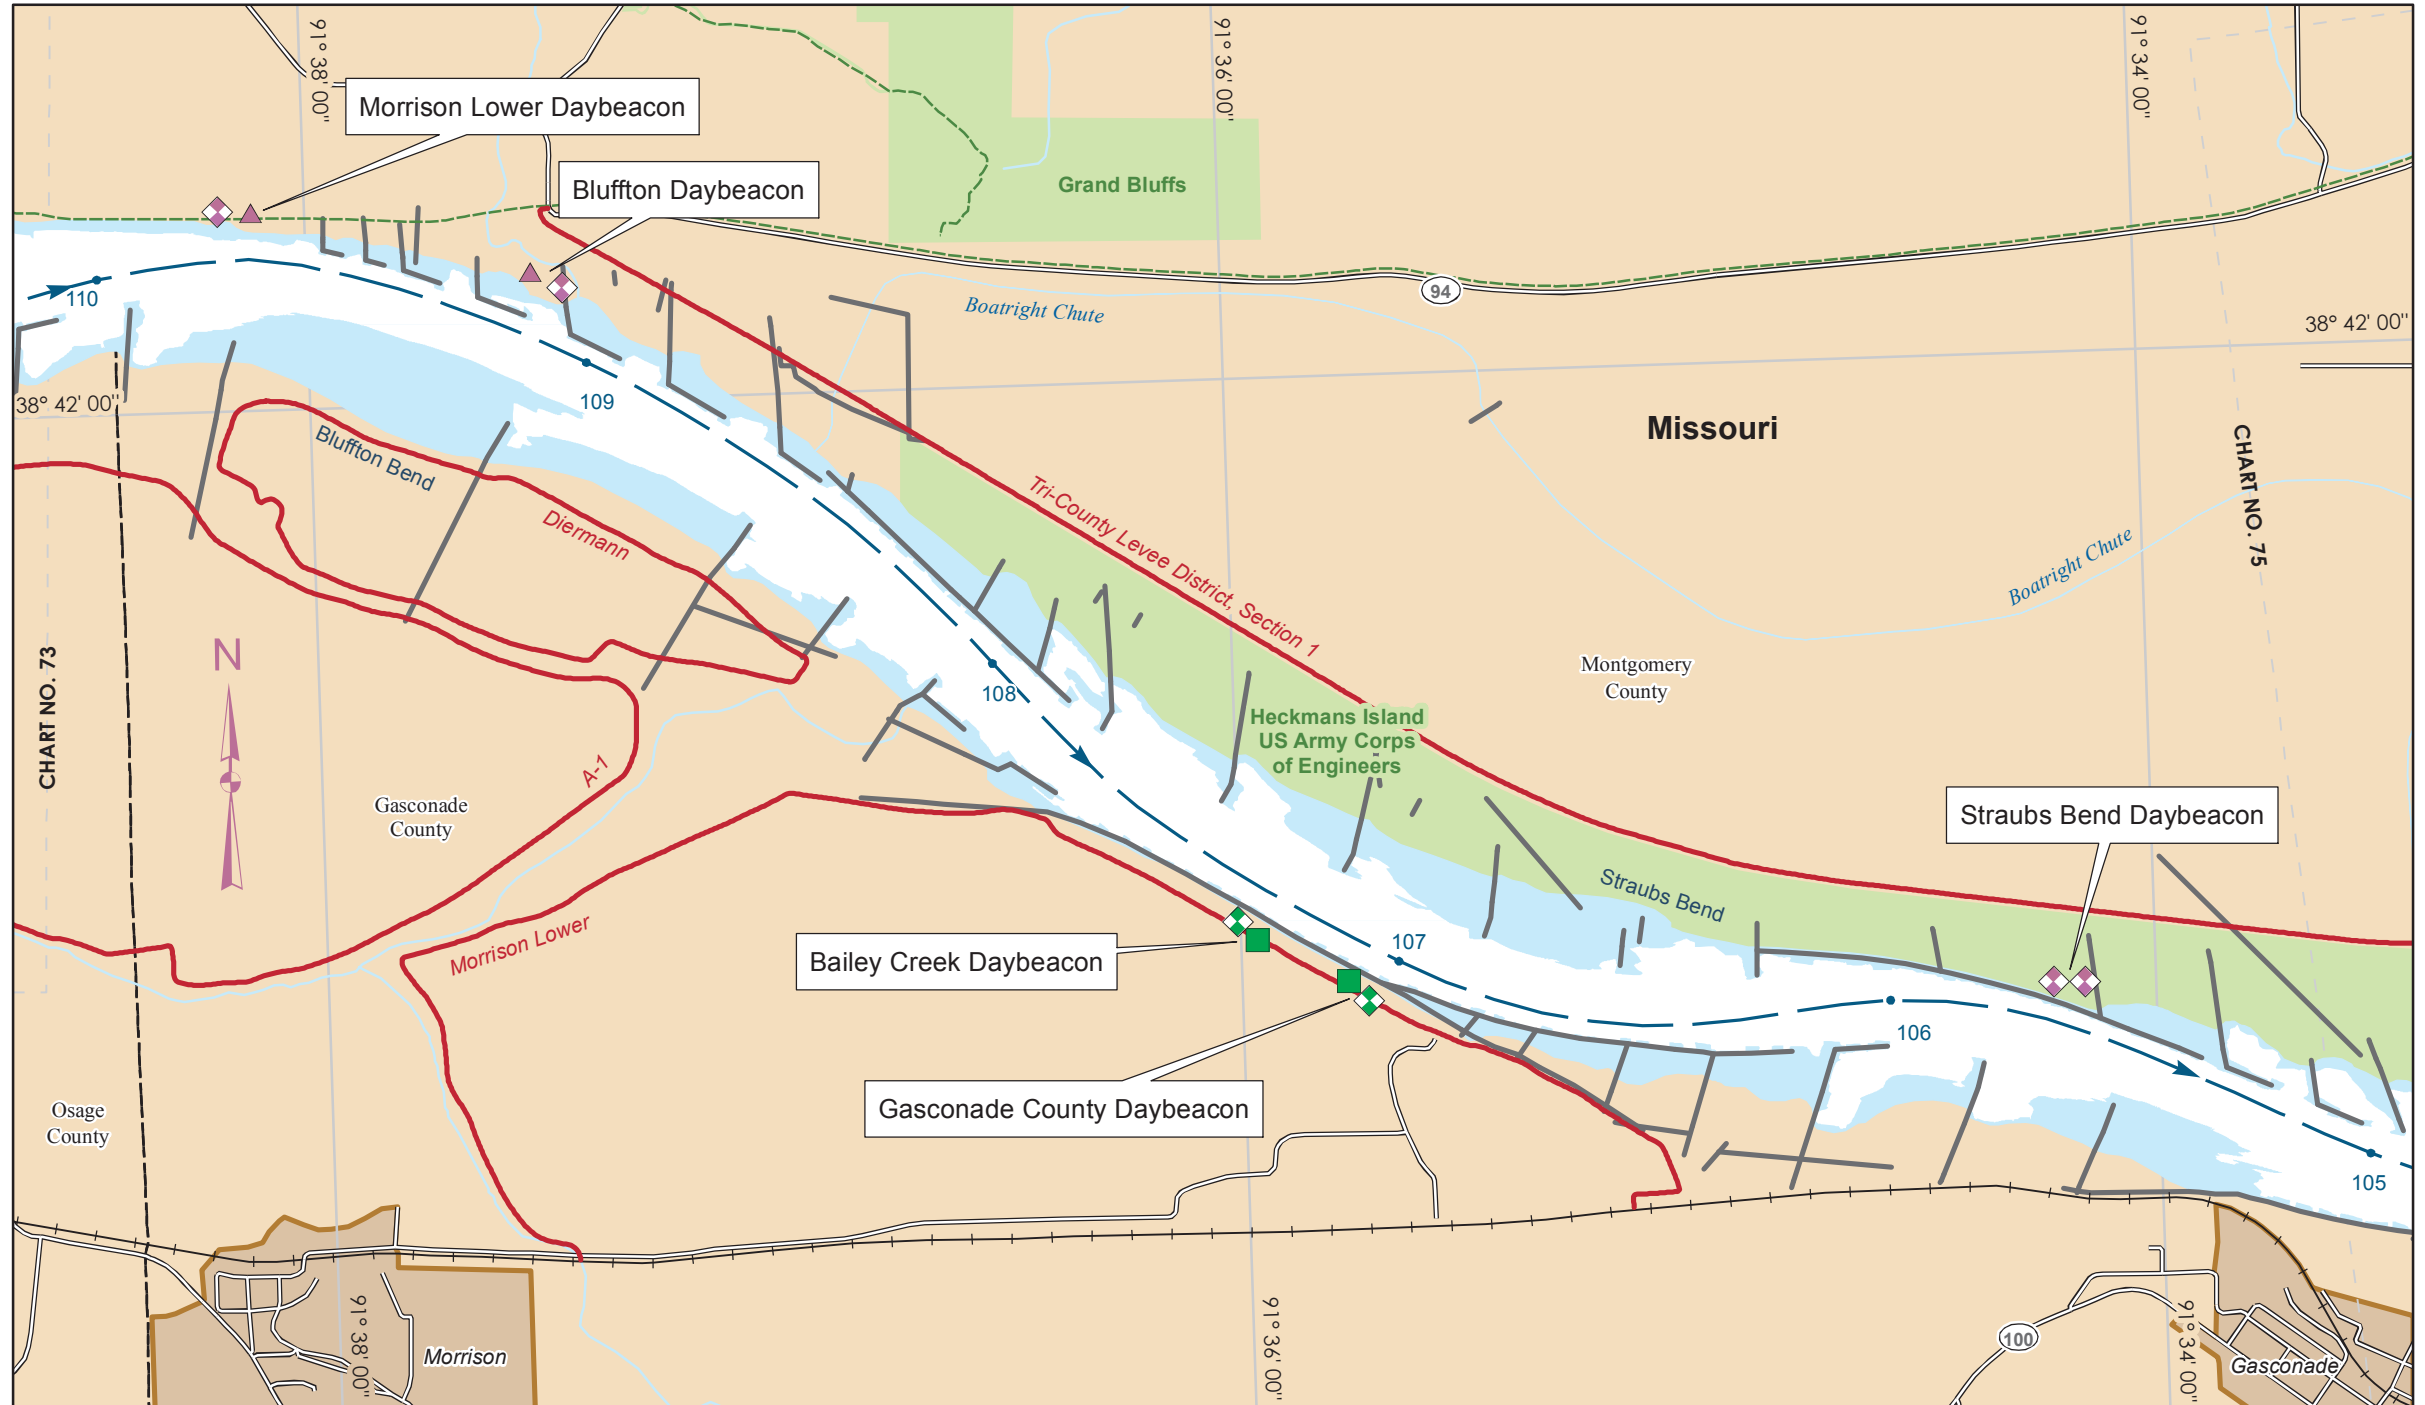 91° 38' 00"
91° 36' 00"
91° 34' 00"
Morrison Lower Daybeacon
Bluffton Daybeacon
Grand Bluffs
94
Boatright Chute
38° 42' 00"
110
109
38° 42' 00"
Missouri
Bluffton Bend
CHART NO. 75
Tri-County Levee District, Section 1
Diermann
Boatright Chute
N
CHART NO. 73
108
Montgomery
County
Heckmans Island
US Army Corps
of Engineers
A-1
Gasconade
County
Straubs Bend Daybeacon
Straubs Bend
Morrison Lower
107
Bailey Creek Daybeacon
106
Gasconade County Daybeacon
Osage
County
105
91° 38' 00"
91° 36' 00"
91° 34' 00"
100
Morrison
Gasconade